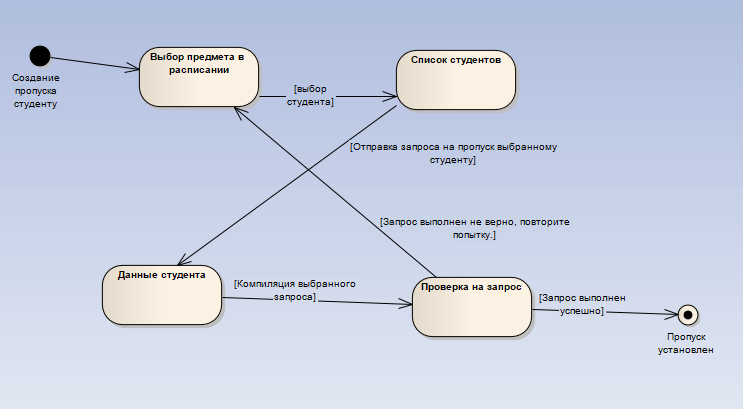 Создание
пропуска
студенту
Выбор предмета в
расписании
[выбор
студента]
Список студентов
[Отправка запроса на пропуск выбранному
студенту]
[Запрос выполнен не верно, повторите
попытку.]
Данные студента
[Компиляция выбранного
запроса]
Проверка на запрос
[Запрос выполнен
успешно]
Пропуск
установлен